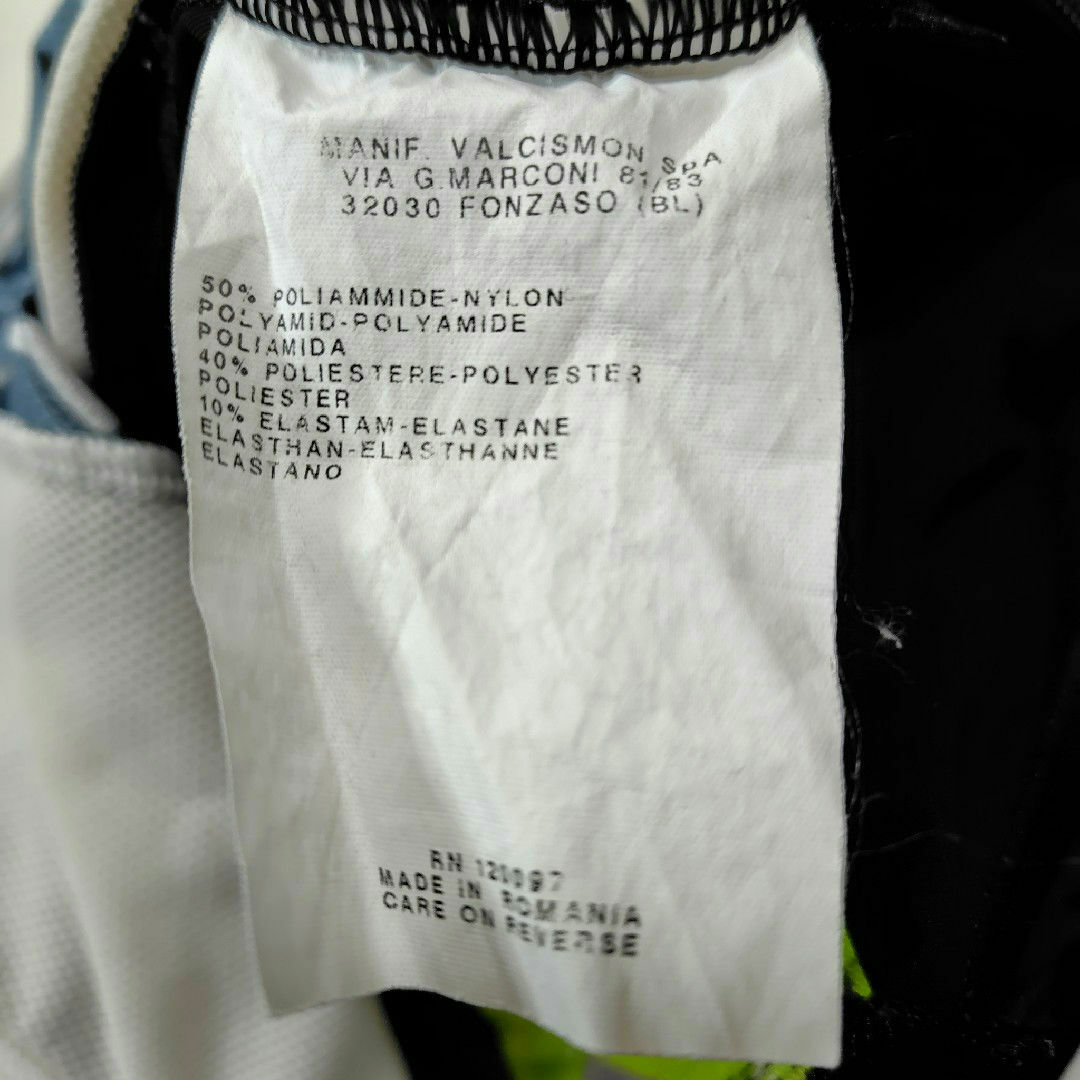 MANIF. VALCISMON SPA
VIA G.MARCONI 81/83
32030 FONZASO (BL)
50% POLIAMMIDE-NYLON
POLYAMID-POLYAMIDE
POLIAMIDA
40% POLIESTERE-POLYESTER
POLIESTER
10% ELASTAM-ELASTANE
ELASTHAN-ELASTHANNE
ELASTANO
RN
MADE IN ROMANIA
CARE ON REVERSE